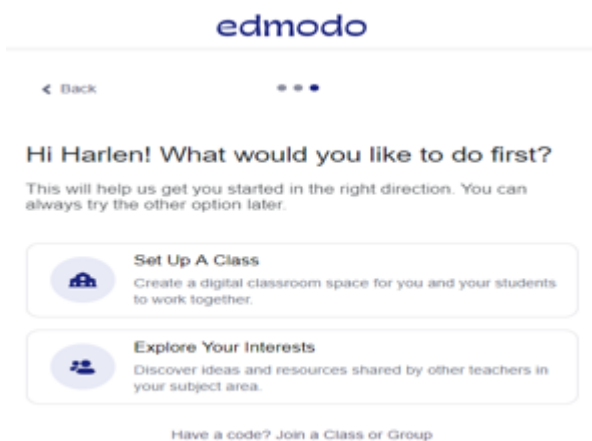 edmodo
Back
Hi Harlen! What would you like to do first?
This will help us get you started in the right direction. You can
always try the other option later.
Set Up A Class
Create a digital classroom space for you and your students
to work together.
Explore Your Interests
Discover ideas and resources shared by other teachers in
your subject area.
Have a code? Join a Class or Group